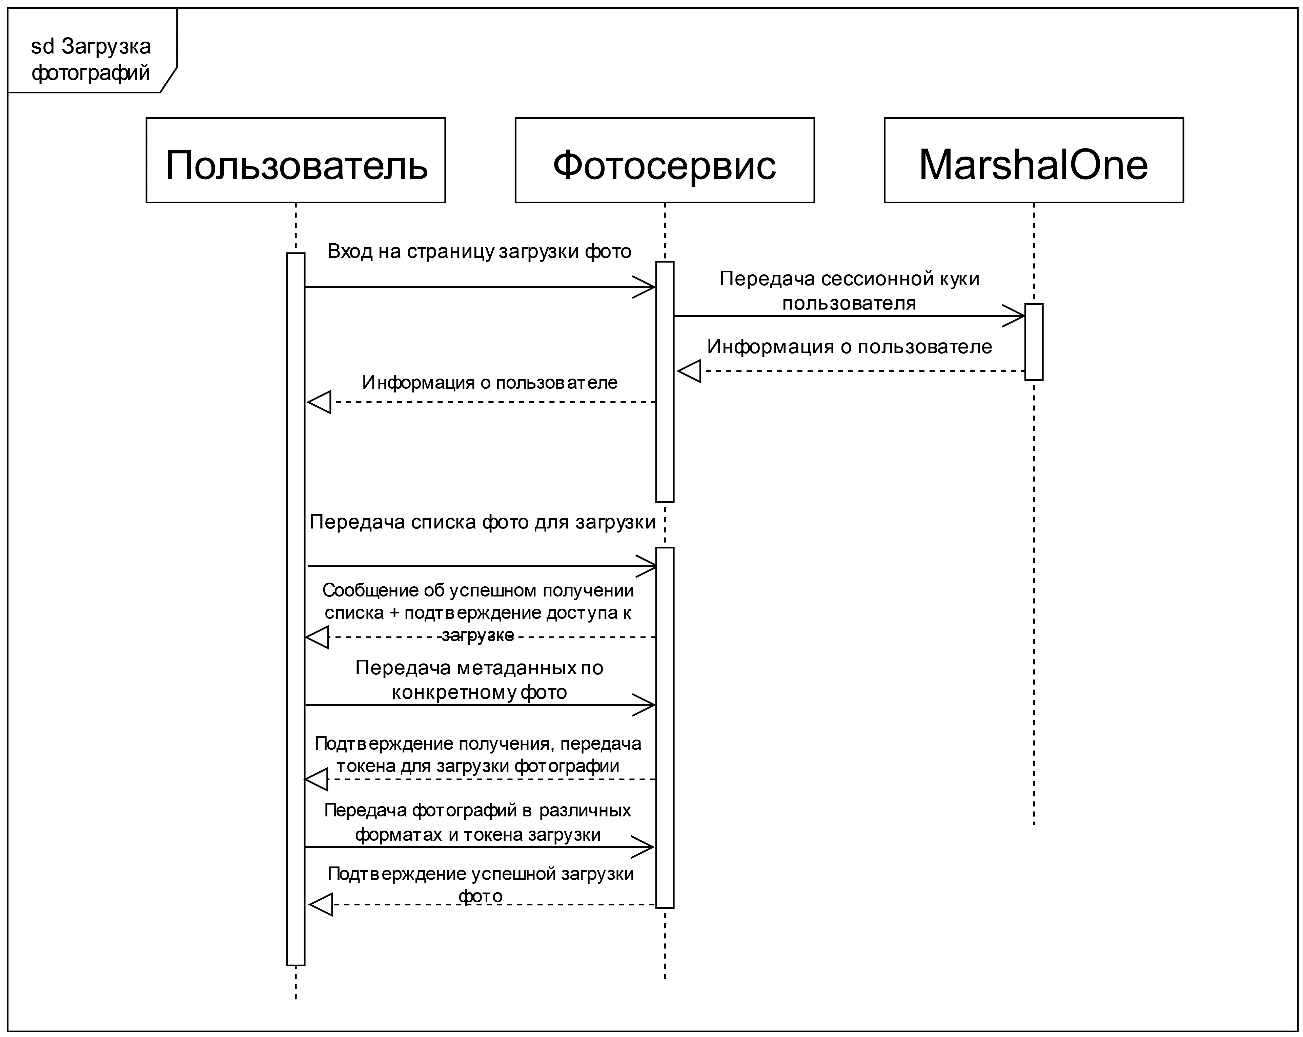 sd Загрузка
фотографий
Пользователь
Фотосервис
MarshalOne
Вход на страницу загрузки фото
Передача сессионной куки
пользователя
Информация о пользователе
Информация о пользователе
Передача списка фото для загрузки
Сообщение об успешном получении
списка + подтверждение доступа к
загрузке
Передача метаданных по
конкретному фото
Подтверждение получения, передача
токена для загрузки фотографии
Передача фотографий в различных
форматах и токена загрузки
Подтверждение успешной загрузки
фото